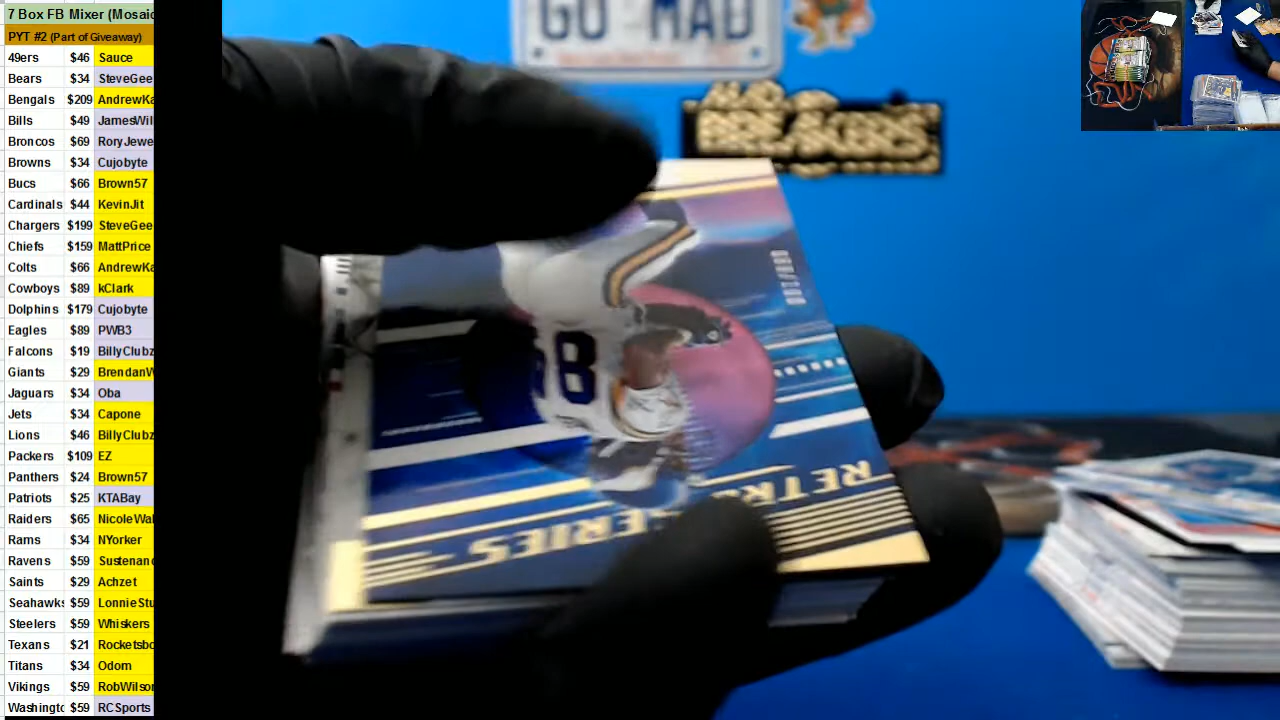 7 Box FB Mixer (Mosaic
PYT #2 (Part of Giveaway)
49ers $46 Sauce
Bears $34 SteveGee
Bengals $209 AndrewKa
Bills $49 JamesWil
Broncos $69 RoryJewe
Browns $34 Cujobyte
Bucs $66 Brown57
Cardinals $44 KevinJit
Chargers $199 SteveGee
Chiefs $159 MattPrice
Colts $66 AndrewKa
Cowboys $89 kClark
Dolphins $179 Cujobyte
Eagles $89 PWB3
Falcons $19 BillyClubz
Giants $29 BrendanW
Jaguars $34 Oba
Jets $34 Capone
Lions $46 BillyClubz
Packers $109 EZ
Panthers $24 Brown57
Patriots $25 KTABay
Raiders $65 NicoleWal
Rams $34 NYorker
Ravens $59 Sustenanc
Saints $29 Achzet
Seahawks $59 LonnieStu
Steelers $59 Whiskers
Texans $21 Rocketsbo
Titans $34 Odom
Vikings $59 RobWilson
Washingto $59 RCSports
GO MAD
BREAKERS
RETRO
SERIES